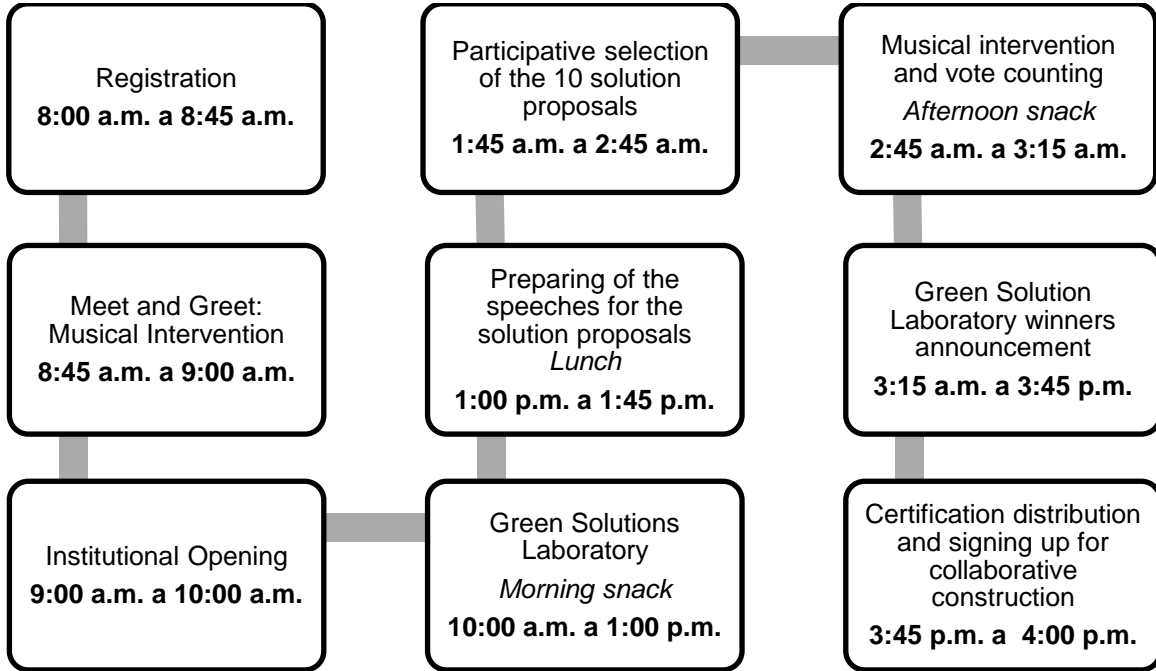 Registration
8:00 a.m. a 8:45 a.m.
Meet and Greet:
Musical Intervention
8:45 a.m. a 9:00 a.m.
Institutional Opening
9:00 a.m. a 10:00 a.m.
Green Solutions
Laboratory
Morning snack
10:00 a.m. a 1:00 p.m.
Preparing of the
speeches for the
solution proposals
Lunch
1:00 p.m. a 1:45 p.m.
Participative selection
of the 10 solution
proposals
1:45 a.m. a 2:45 a.m.
Musical intervention
and vote counting
Afternoon snack
2:45 a.m. a 3:15 a.m.
Green Solution
Laboratory winners
announcement
3:15 a.m. a 3:45 p.m.
Certification distribution
and signing up for
collaborative
construction
3:45 p.m. a  4:00 p.m.